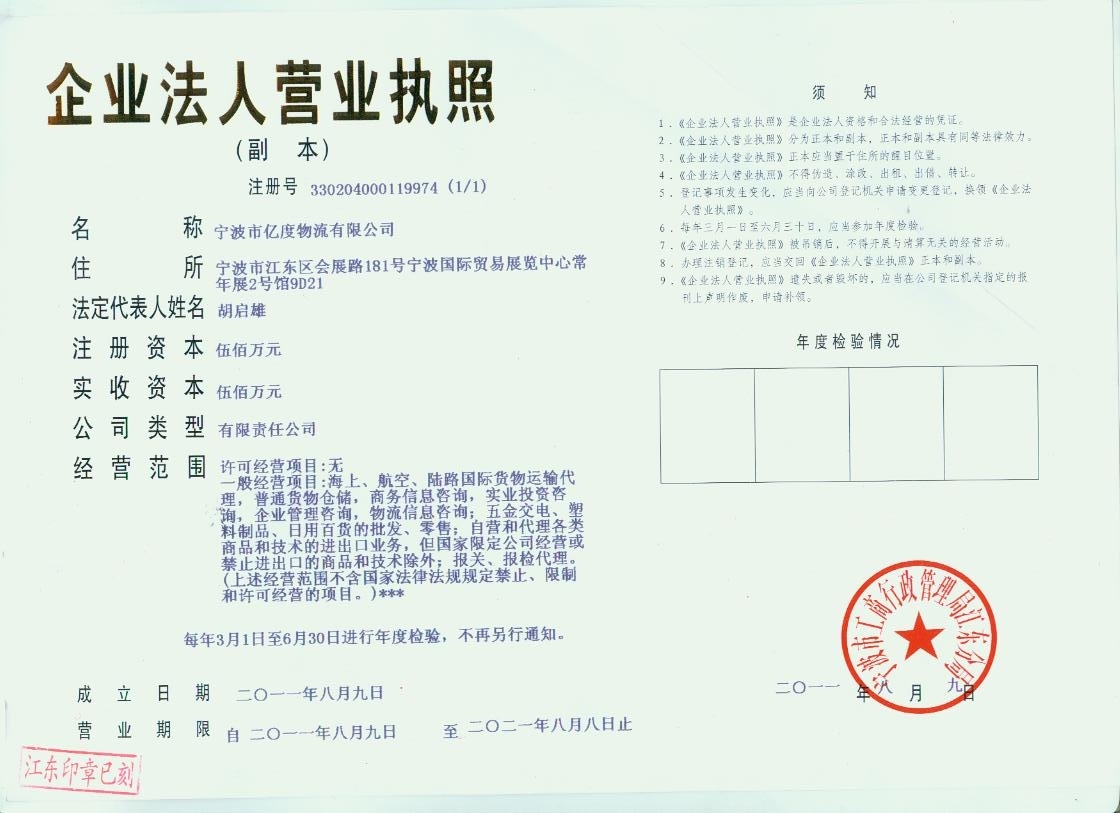 企业法人营业执照
(副 本)
注册号 330204000119974 (1/1)
名称 宁波市亿度物流有限公司
住所 宁波市江东区会展路181号宁波国际贸易展览中心常
年展2号馆9D21
法定代表人姓名 胡启雄
注册资本 伍佰万元
实收资本 伍佰万元
公司类型 有限责任公司
经营范围 许可经营项目:无
一般经营项目:海上、航空、陆路国际货物运输代
理，普通货物仓储，商务信息咨询，实业投资咨
询，企业管理咨询，物流信息咨询；五金交电、塑
料制品、日用百货的批发、零售；自营和代理各类
商品和技术的进出口业务，但国家限定公司经营或
禁止进出口的商品和技术除外；报关、报检代理。
(上述经营范围不含国家法律法规规定禁止、限制
和许可经营的项目。)***
每年3月1日至6月30日进行年度检验，不再另行通知。
成立日期 二〇一一年八月九日
营业期限 自 二〇一一年八月九日 至 二〇二一年八月八日止
江东印章已刻
须 知
1．《企业法人营业执照》是企业法人资格和合法经营的凭证。
2．《企业法人营业执照》分为正本和副本，正本和副本具有同等法律效力。
3．《企业法人营业执照》正本应当置于住所的醒目位置。
4．《企业法人营业执照》不得伪造、涂改、出租、出借、转让。
5．登记事项发生变化，应当向公司登记机关申请变更登记，换领《企业法
人营业执照》。
6．每年三月一日至六月三十日，应当参加年度检验。
7．《企业法人营业执照》被吊销后，不得开展与清算无关的经营活动。
8．办理注销登记，应当交回《企业法人营业执照》正本和副本。
9．《企业法人营业执照》遗失或者毁坏的，应当在公司登记机关指定的报
刊上声明作废，申请补领。
年度检验情况
宁波市工商行政管理局江东分局
二〇一一 年 八 月 九 日